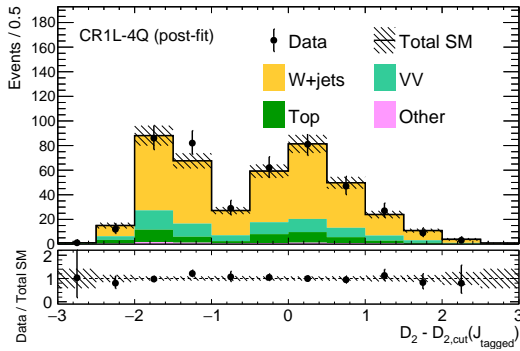 Events / 0.5
180
160
140
120
100
80
60
40
20
0
CR1L-4Q (post-fit)
Data
Total SM
W+jets
VV
Top
Other
Data / Total SM
2
1
0
−3 −2 −1 0 1 2 3
D2 - D2,cut(Jtagged)